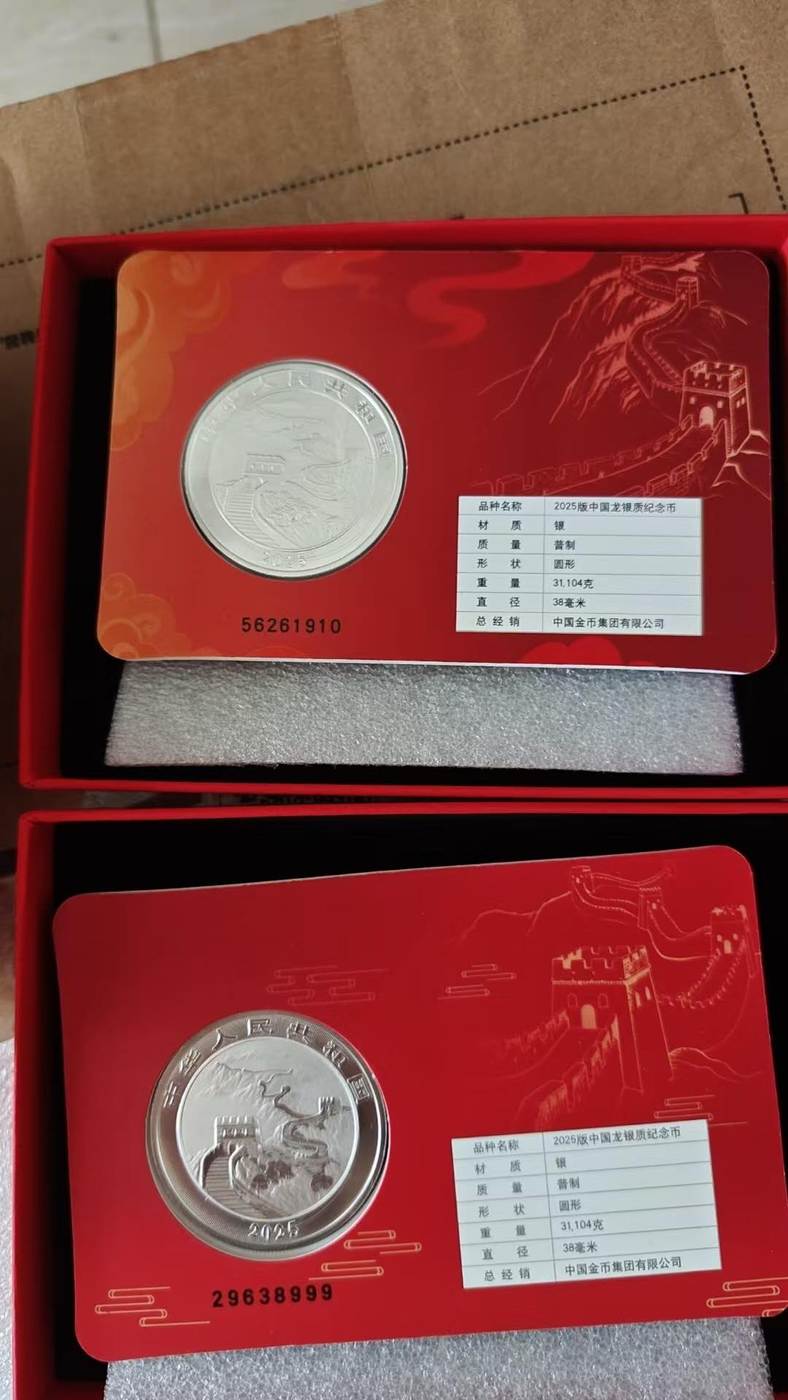 中华人民共和国
2025
56261910
品种名称 2025版中国龙银质纪念币
材 质 银
质 量 普制
形 状 圆形
重 量 31.104克
直 径 38毫米
总经销 中国金币集团有限公司
中华人民共和国
2025
29638999
品种名称 2025版中国龙银质纪念币
材 质 银
质 量 普制
形 状 圆形
重 量 31.104克
直 径 38毫米
总经销 中国金币集团有限公司